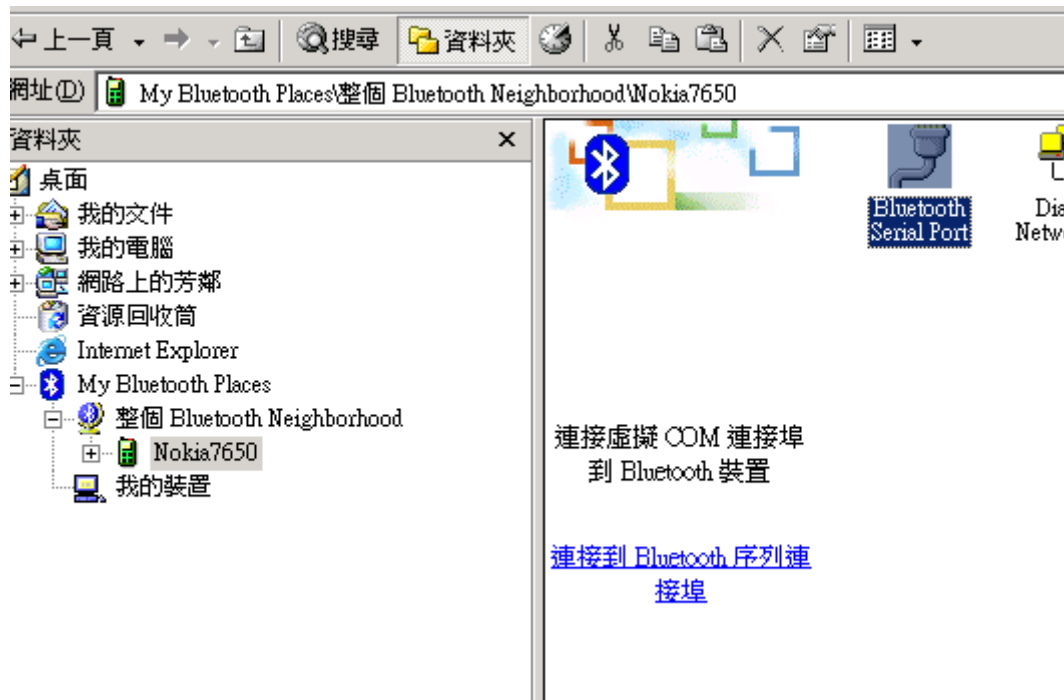 上一頁 搜尋 資料夾
網址(D) My Bluetooth Places\整個 Bluetooth Neighborhood\Nokia7650
資料夾
桌面
我的文件
我的電腦
網路上的芳鄰
資源回收筒
Internet Explorer
My Bluetooth Places
整個 Bluetooth Neighborhood
Nokia7650
我的裝置
Bluetooth
Serial Port
連接虛擬 COM 連接埠
到 Bluetooth 裝置
連接到 Bluetooth 序列連
接埠